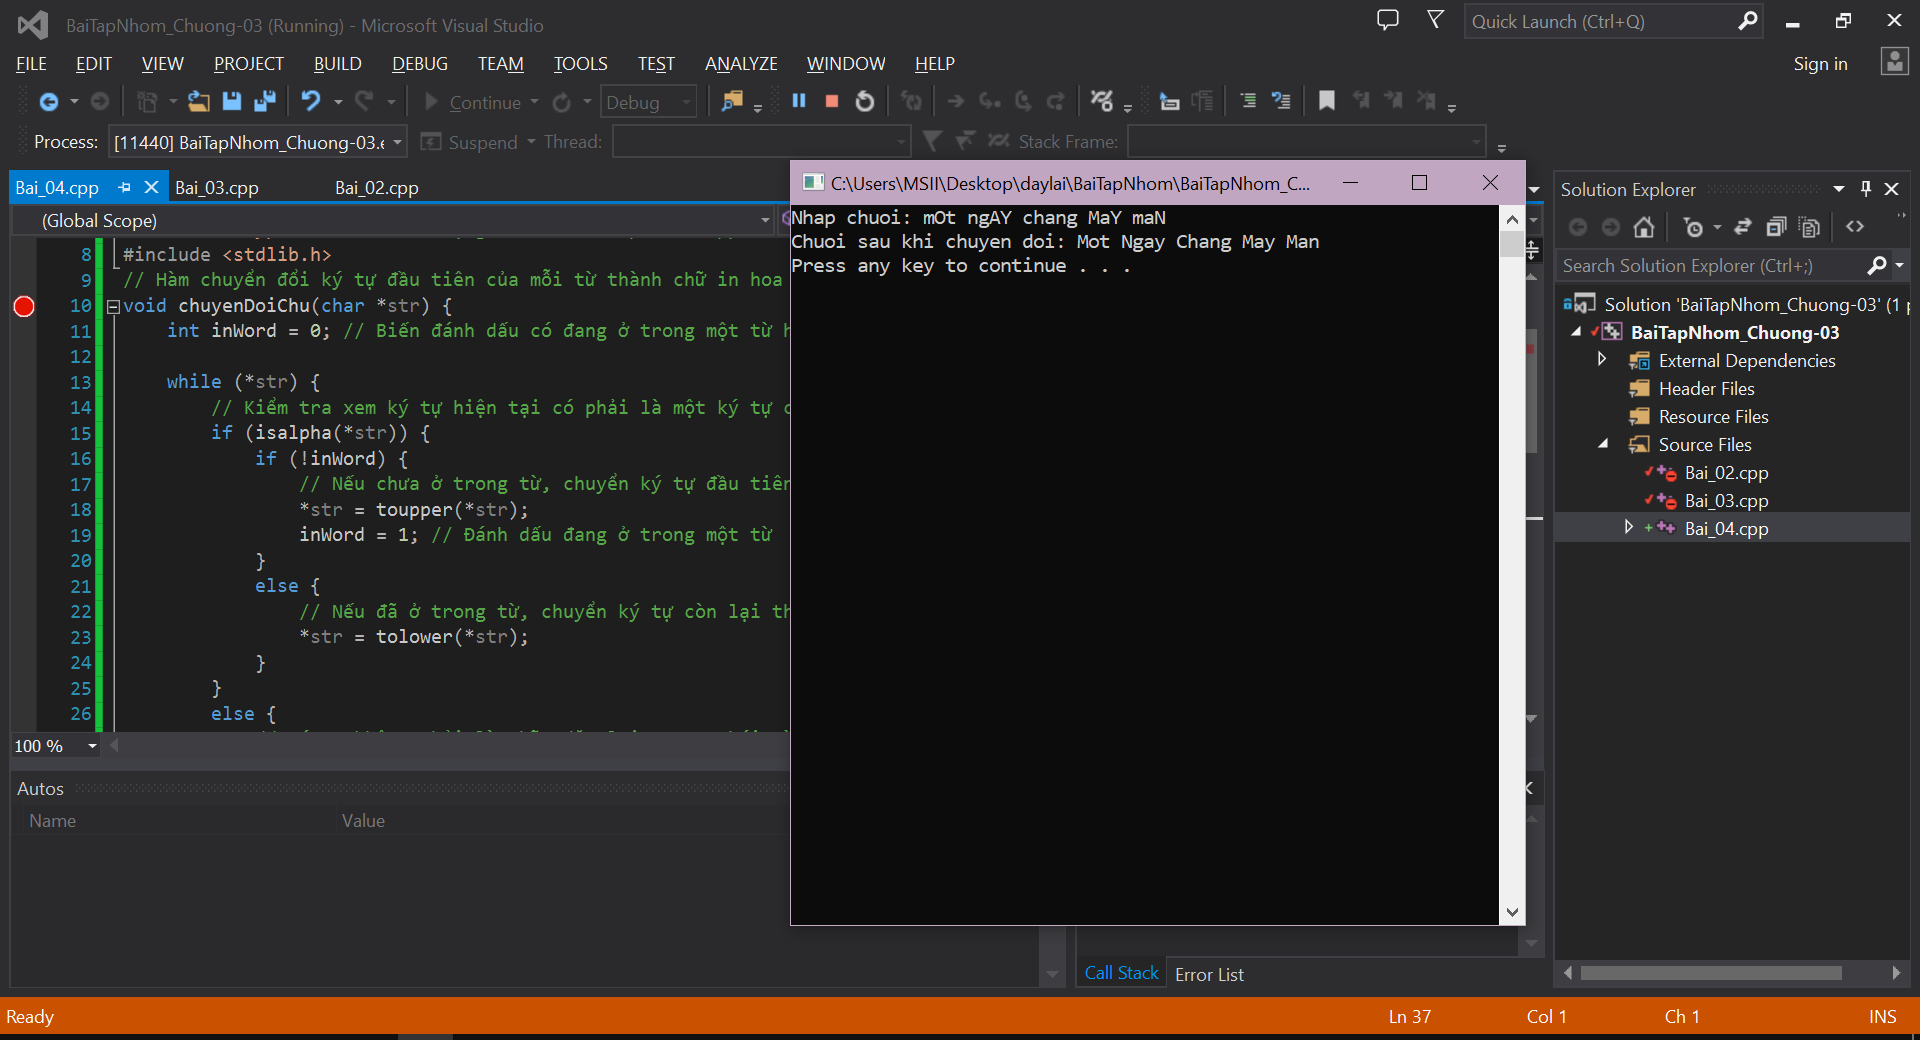 BaiTapNhom_Chuong-03 (Running) - Microsoft Visual Studio
Quick Launch (Ctrl+Q)
FILE EDIT VIEW PROJECT BUILD DEBUG TEAM TOOLS TEST ANALYZE WINDOW HELP
Sign in
Continue
Debug
Process: [11440] BaiTapNhom_Chuong-03.e
Suspend
Thread:
Stack Frame:
Bai_04.cpp
Bai_03.cpp
Bai_02.cpp
(Global Scope)
8 #include <stdlib.h>
9 // Hàm chuyển đổi ký tự đầu tiên của mỗi từ thành chữ in hoa
10 void chuyenDoiChu(char *str) {
11 int inWord = 0; // Biến đánh dấu có đang ở trong một từ
12
13 while (*str) {
14 // Kiểm tra xem ký tự hiện tại có phải là một ký tự
15 if (isalpha(*str)) {
16 if (!inWord) {
17 // Nếu chưa ở trong từ, chuyển ký tự đầu tiên
18 *str = toupper(*str);
19 inWord = 1; // Đánh dấu đang ở trong một từ
20 }
21 else {
22 // Nếu đã ở trong từ, chuyển ký tự còn lại th
23 *str = tolower(*str);
24 }
25 }
26 else {
100 %
Autos
Name Value
C:\Users\MSII\Desktop\daylai\BaiTapNhom\BaiTapNhom_C...
Nhap chuoi: mOt ngAY chang MaY maN
Chuoi sau khi chuyen doi: Mot Ngay Chang May Man
Press any key to continue . . .
Call Stack
Error List
Solution Explorer
Search Solution Explorer (Ctrl+;)
Solution 'BaiTapNhom_Chuong-03' (1 p
BaiTapNhom_Chuong-03
External Dependencies
Header Files
Resource Files
Source Files
Bai_02.cpp
Bai_03.cpp
Bai_04.cpp
Ready
Ln 37 Col 1 Ch 1 INS